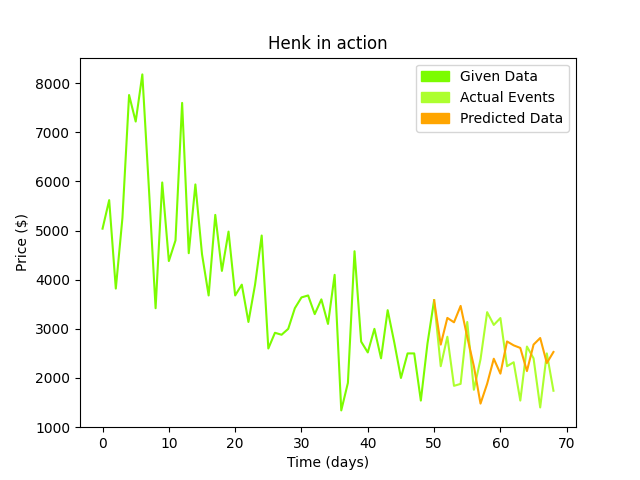 Henk in action
Given Data
Actual Events
Predicted Data
8000
7000
6000
5000
4000
3000
2000
1000
Price ($)
0 10 20 30 40 50 60 70
Time (days)